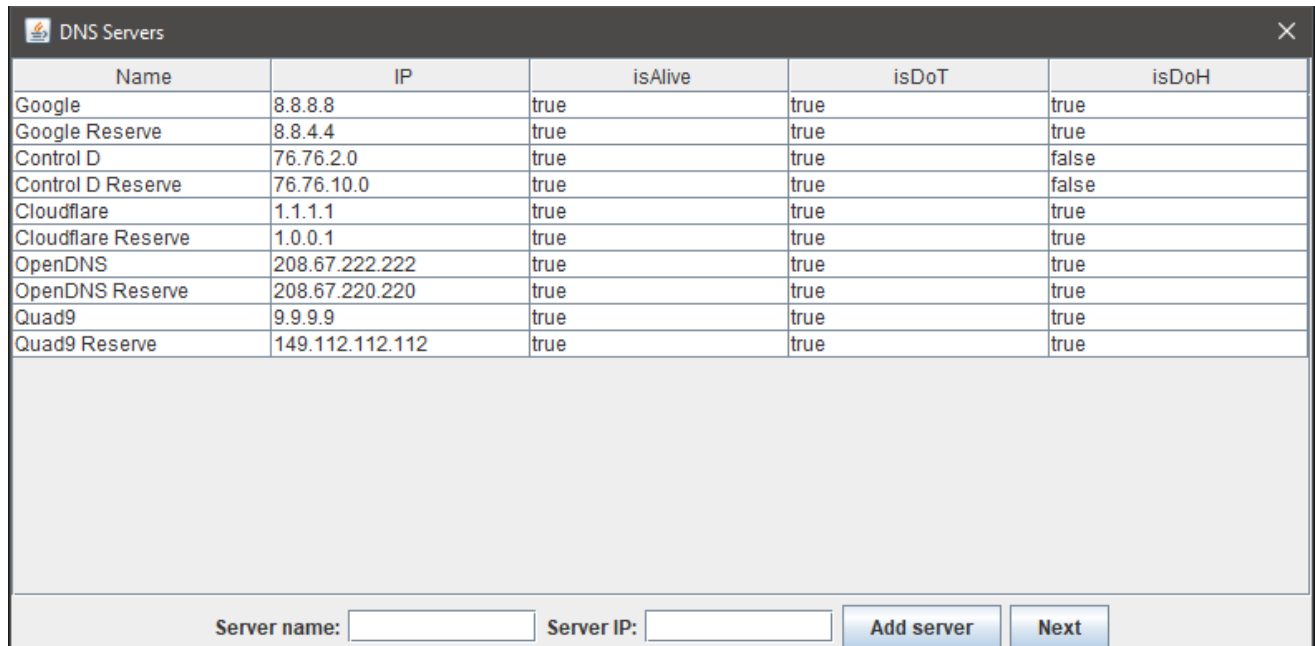 DNS Servers
Name IP isAlive isDoT isDoH
Google 8.8.8.8 true true true
Google Reserve 8.8.4.4 true true true
Control D 76.76.2.0 true true false
Control D Reserve 76.76.10.0 true true false
Cloudflare 1.1.1.1 true true true
Cloudflare Reserve 1.0.0.1 true true true
OpenDNS 208.67.222.222 true true true
OpenDNS Reserve 208.67.220.220 true true true
Quad9 9.9.9.9 true true true
Quad9 Reserve 149.112.112.112 true true true
Server name: Server IP: Add server Next